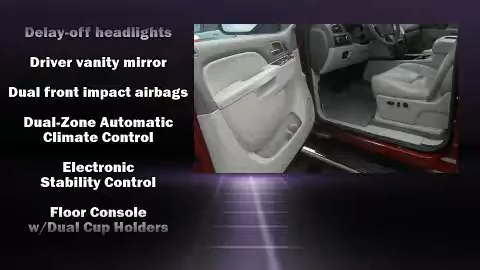 Delay-off headlights
Driver vanity mirror
Dual front impact airbags
Dual-Zone Automatic
Climate Control
Electronic
Stability Control
Floor Console
w/Dual Cup Holders